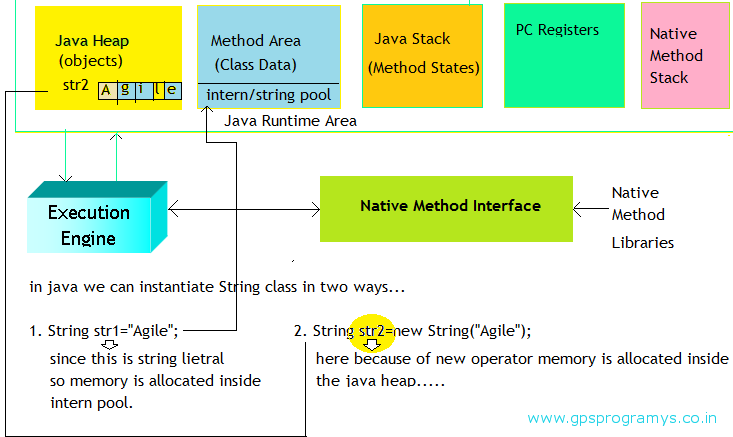 Java Heap
(objects)
str2 A g i l e
Method Area
(Class Data)
intern/string pool
Java Stack
(Method States)
PC Registers
Native
Method
Stack
Java Runtime Area
Execution
Engine
Native Method Interface
Native
Method
Libraries
in java we can instantiate String class in two ways...
1. String str1="Agile";
since this is string lietral
so memory is allocated inside
intern pool.
2. String str2=new String("Agile");
here because of new operator memory is allocated inside
the java heap.....
www.gpsprogramys.co.in